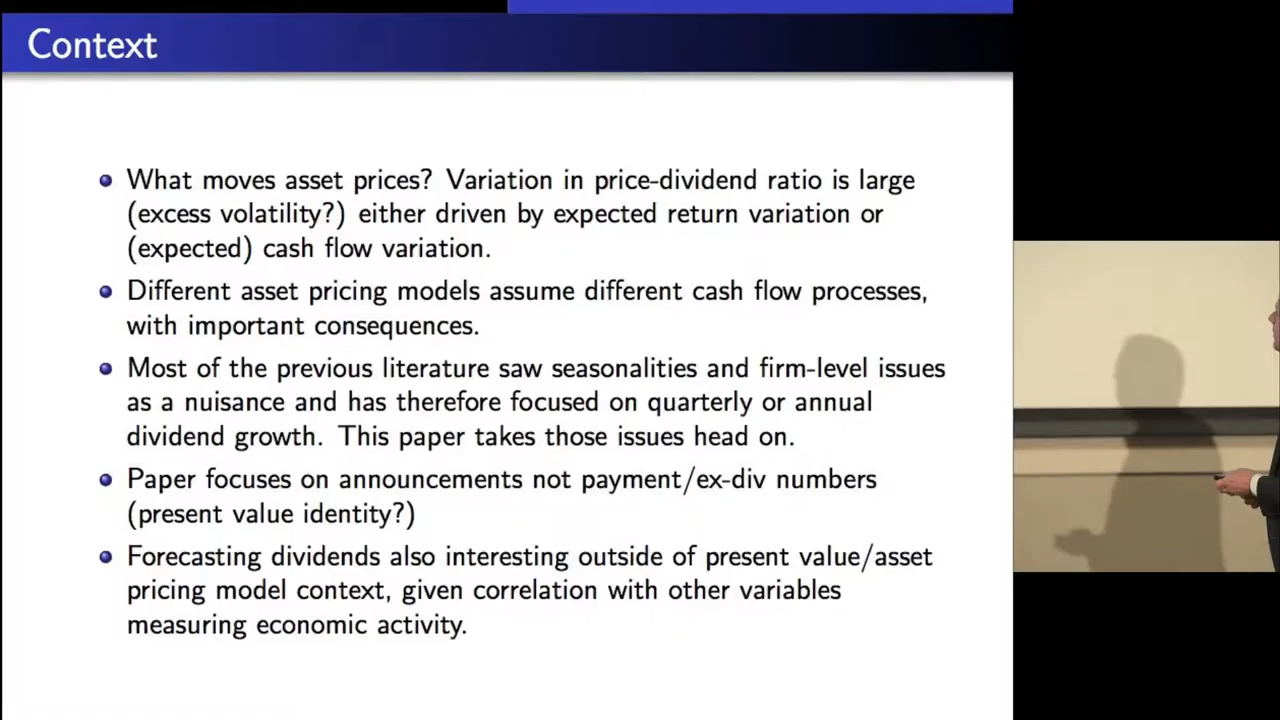 Context
What moves asset prices? Variation in price-dividend ratio is large
(excess volatility?) either driven by expected return variation or
(expected) cash flow variation.
Different asset pricing models assume different cash flow processes,
with important consequences.
Most of the previous literature saw seasonalities and firm-level issues
as a nuisance and has therefore focused on quarterly or annual
dividend growth. This paper takes those issues head on.
Paper focuses on announcements not payment/ex-div numbers
(present value identity?)
Forecasting dividends also interesting outside of present value/asset
pricing model context, given correlation with other variables
measuring economic activity.